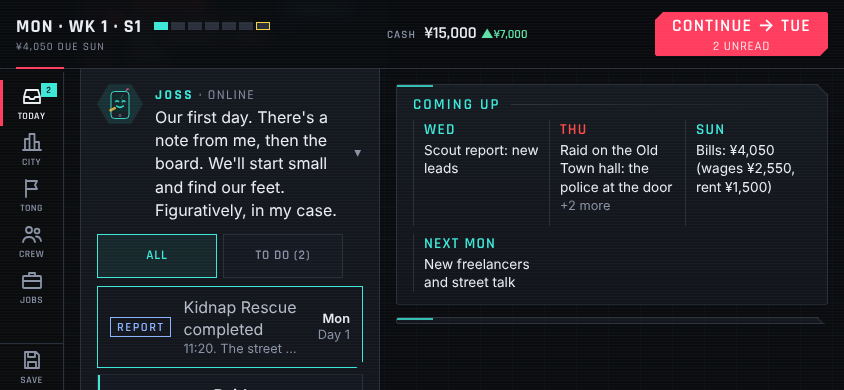 MON · WK 1 · S1
¥4,050 DUE SUN
CASH ¥15,000 ▲¥7,000
CONTINUE → TUE
2 UNREAD
2
TODAY
CITY
TONG
CREW
JOBS
SAVE
JOSS · ONLINE
Our first day. There's a
note from me, then the
board. We'll start small
and find our feet.
Figuratively, in my case.
▼
ALL
TO DO (2)
REPORT
Kidnap Rescue
completed
11:20. The street ...
Mon
Day 1
COMING UP
WED
Scout report: new
leads
THU
Raid on the Old
Town hall: the
police at the door
+2 more
SUN
Bills: ¥4,050
(wages ¥2,550,
rent ¥1,500)
NEXT MON
New freelancers
and street talk